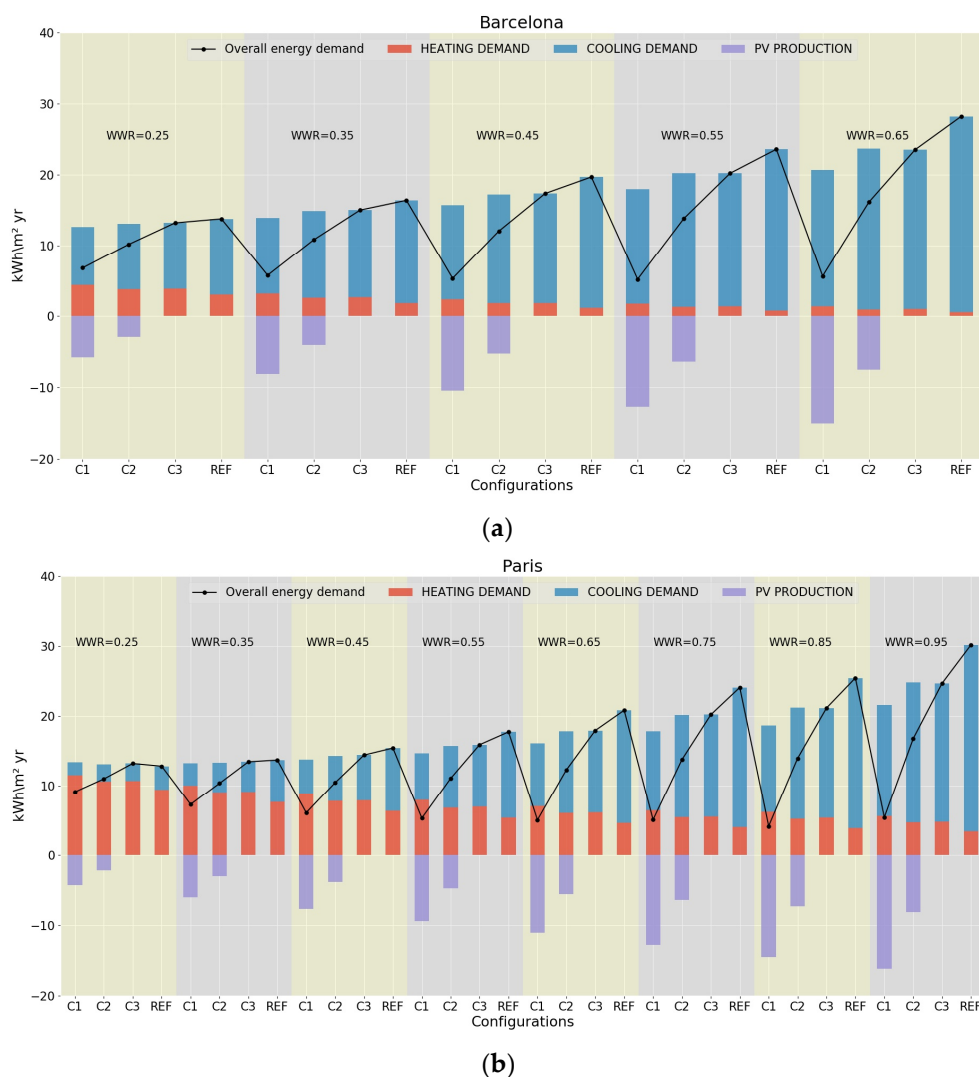 Barcelona
Overall energy demand HEATING DEMAND COOLING DEMAND PV PRODUCTION
40
30
20
10
0
−10
−20
kWh\m² yr
WWR=0.25 WWR=0.35 WWR=0.45 WWR=0.55 WWR=0.65
C1 C2 C3 REF C1 C2 C3 REF C1 C2 C3 REF C1 C2 C3 REF C1 C2 C3 REF
Configurations
(a)
Paris
Overall energy demand HEATING DEMAND COOLING DEMAND PV PRODUCTION
40
30
20
10
0
−10
−20
kWh\m² yr
WWR=0.25 WWR=0.35 WWR=0.45 WWR=0.55 WWR=0.65 WWR=0.75 WWR=0.85 WWR=0.95
C1 C2 C3 REF C1 C2 C3 REF C1 C2 C3 REF C1 C2 C3 REF C1 C2 C3 REF C1 C2 C3 REF C1 C2 C3 REF C1 C2 C3 REF
Configurations
(b)